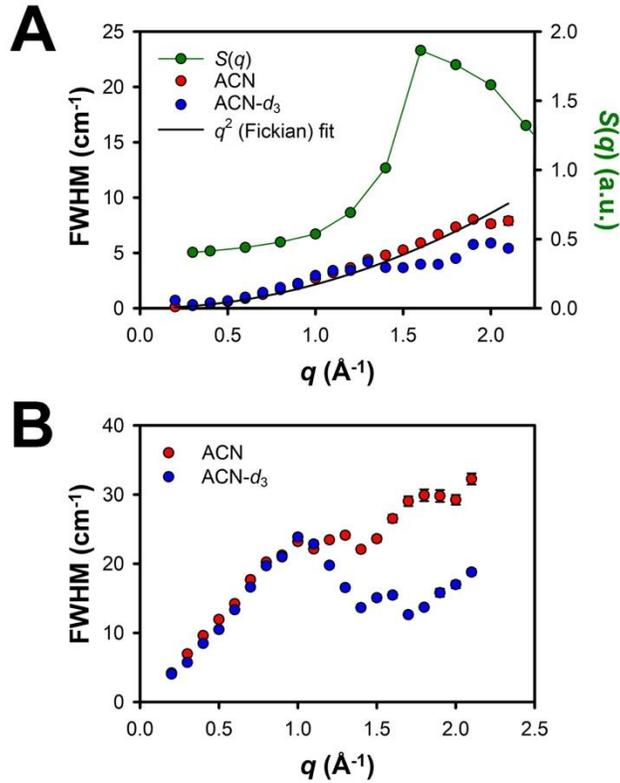 A
25
20
15
10
5
0
FWHM (cm⁻¹)
S(q)
ACN
ACN-d₃
q² (Fickian) fit
2.0
1.5
1.0
0.5
0.0
S(q) (a.u.)
0.0 0.5 1.0 1.5 2.0
q (Å⁻¹)
B
40
30
20
10
0
FWHM (cm⁻¹)
ACN
ACN-d₃
0.0 0.5 1.0 1.5 2.0 2.5
q (Å⁻¹)